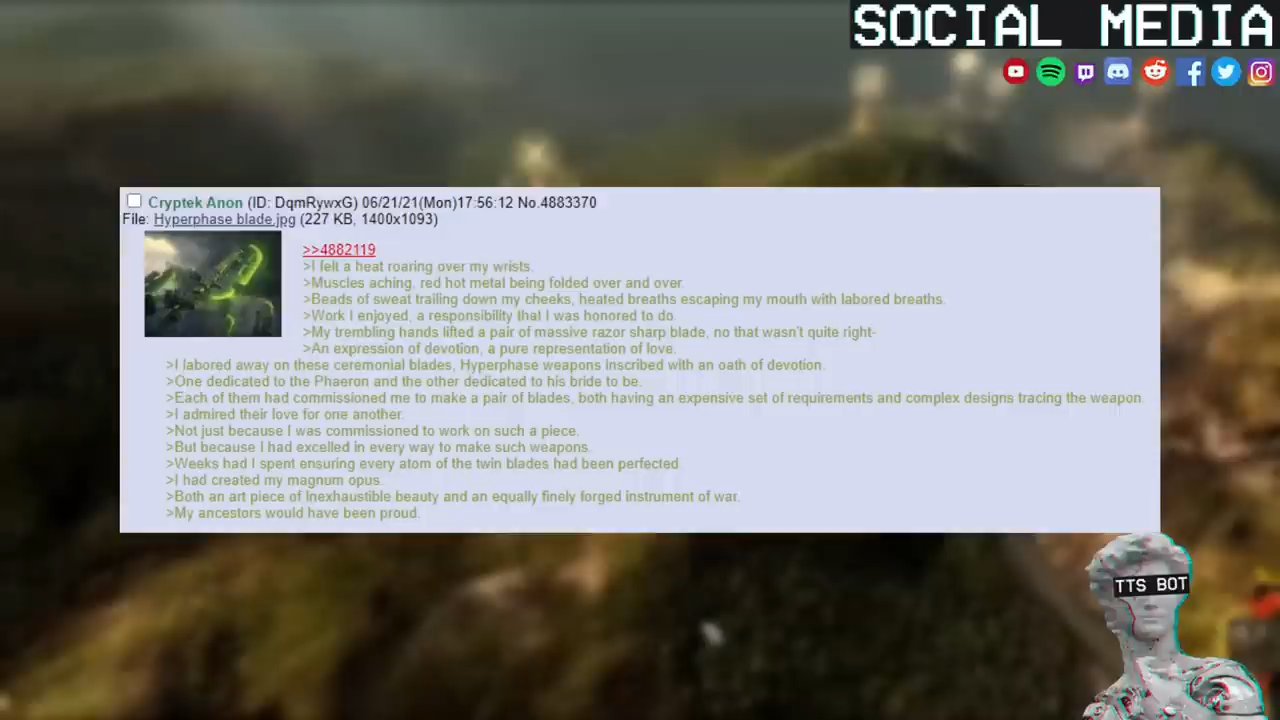 SOCIAL MEDIA
Cryptek Anon (ID: DqmRywxG) 06/21/21(Mon)17:56:12 No.4883370
File: Hyperphase blade.jpg (227 KB, 1400x1093)
>>4882119
>I felt a heat roaring over my wrists.
>Muscles aching, red hot metal being folded over and over.
>Beads of sweat trailing down my cheeks, heated breaths escaping my mouth with labored breaths.
>Work I enjoyed, a responsibility that I was honored to do.
>My trembling hands lifted a pair of massive razor sharp blade, no that wasn't quite right-
>An expression of devotion, a pure representation of love.
>I labored away on these ceremonial blades, Hyperphase weapons inscribed with an oath of devotion.
>One dedicated to the Phaeron and the other dedicated to his bride to be.
>Each of them had commissioned me to make a pair of blades, both having an expensive set of requirements and complex designs tracing the weapon.
>I admired their love for one another.
>Not just because I was commissioned to work on such a piece.
>But because I had excelled in every way to make such weapons.
>Weeks had I spent ensuring every atom of the twin blades had been perfected.
>I had created my magnum opus.
>Both an art piece of Inexhaustible beauty and an equally finely forged instrument of war.
>My ancestors would have been proud.
TTS BOT